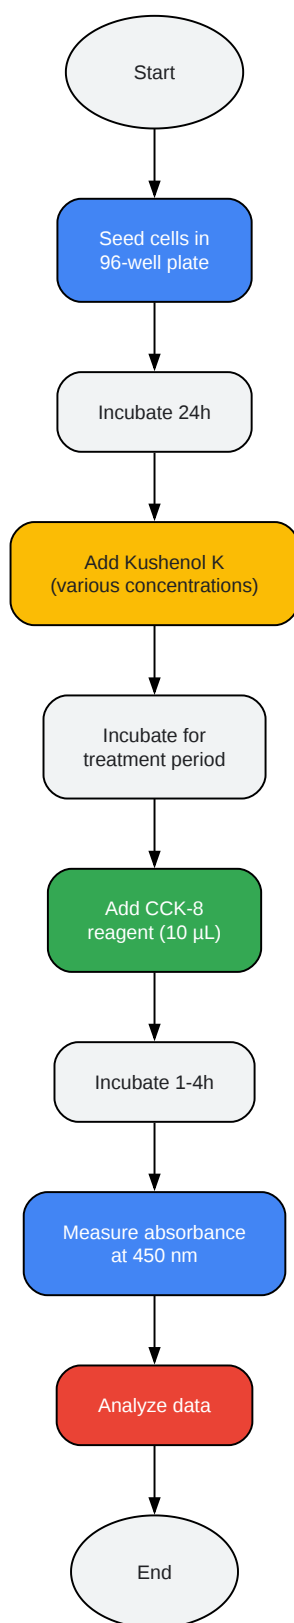 Start
Seed cells in
96-well plate
Incubate 24h
Add Kushenol K
(various concentrations)
Incubate for
treatment period
Add CCK-8
reagent (10 µL)
Incubate 1-4h
Measure absorbance
at 450 nm
Analyze data
End